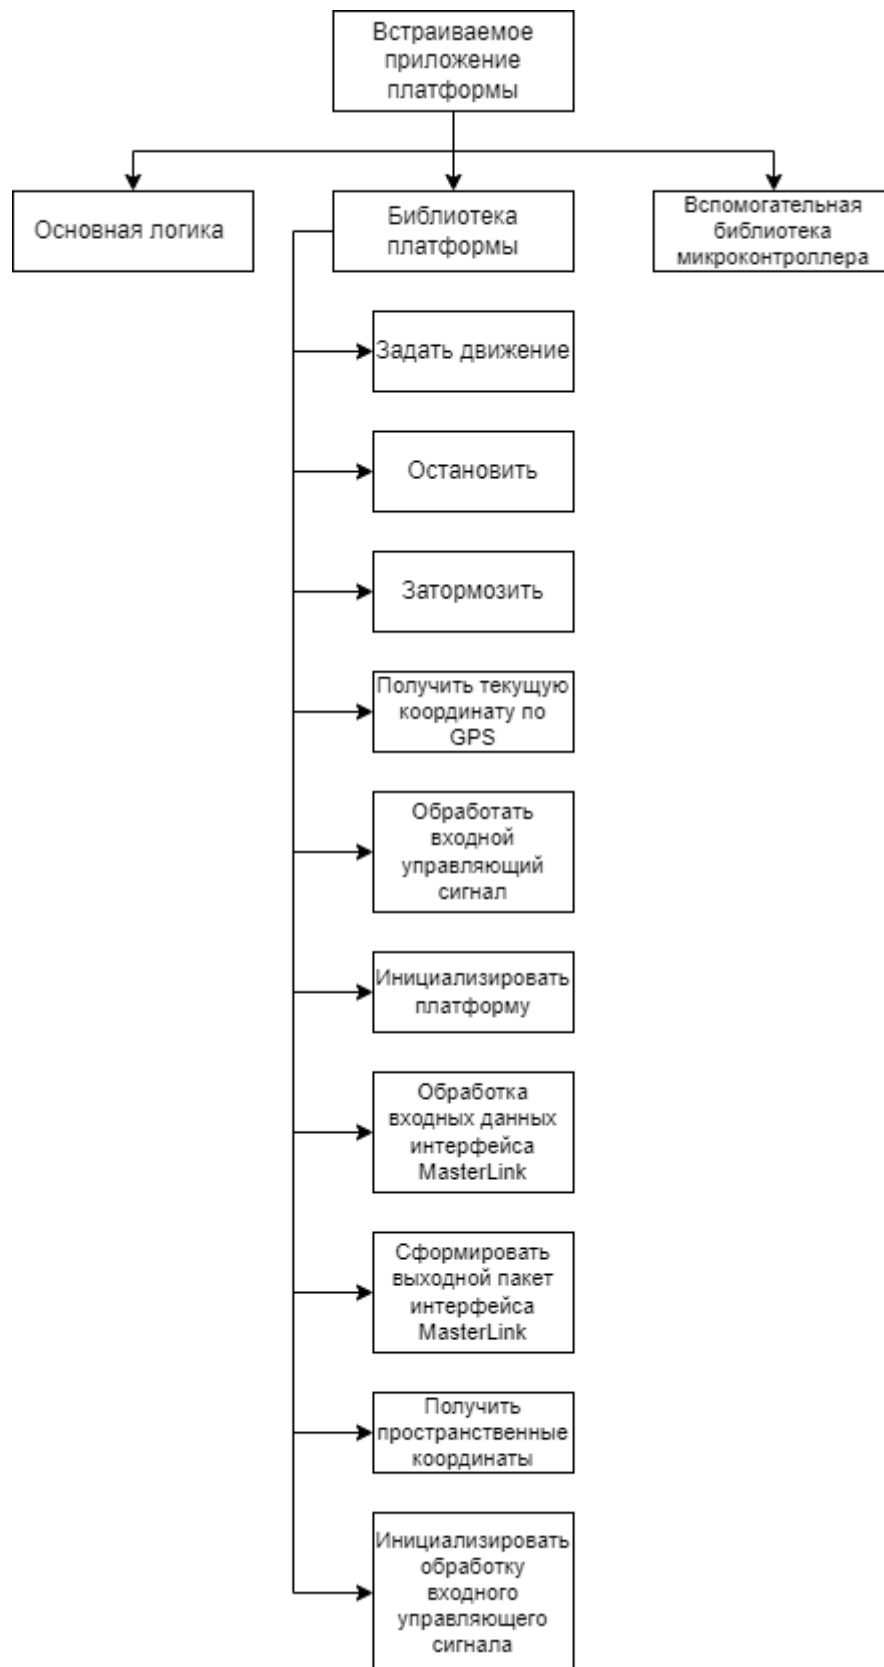 Встраиваемое
приложение
платформы
Основная логика
Библиотека
платформы
Вспомогательная
библиотека
микроконтроллера
Задать движение
Остановить
Затормозить
Получить текущую
координату по
GPS
Обработать
входной
управляющий
сигнал
Инициализировать
платформу
Обработка
входных данных
интерфейса
MasterLink
Сформировать
выходной пакет
интерфейса
MasterLink
Получить
пространственные
координаты
Инициализировать
обработку
входного
управляющего
сигнала